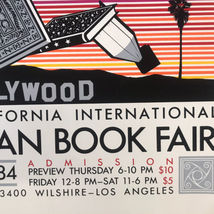 LLYWOOD
FORNIA INTERNATIONAL
AN BOOK FAIR
84 ADMISSION
PREVIEW THURSDAY 6-10 PM $10
FRIDAY 12-8 PM–SAT 11-6 PM $5
3400 WILSHIRE–LOS ANGELES